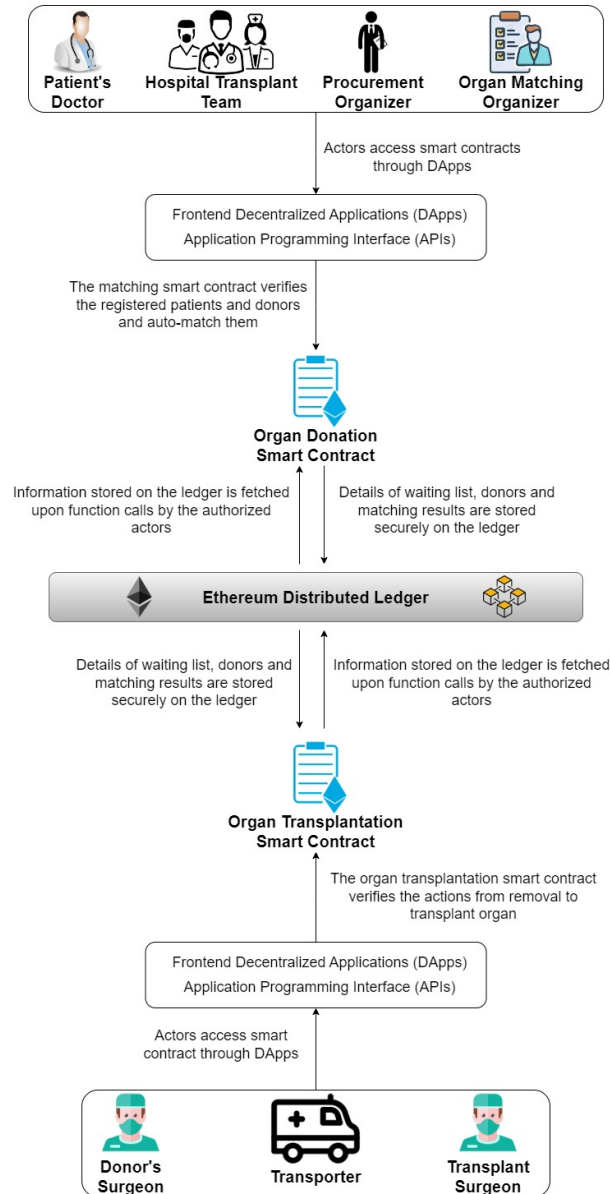 Patient's
Doctor
Hospital Transplant
Team
Procurement
Organizer
Organ Matching
Organizer
Actors access smart contracts
through DApps
Frontend Decentralized Applications (DApps)
Application Programming Interface (APIs)
The matching smart contract verifies
the registered patients and donors
and auto-match them
Organ Donation
Smart Contract
Information stored on the ledger is fetched
upon function calls by the authorized
actors
Details of waiting list, donors and
matching results are stored
securely on the ledger
Ethereum Distributed Ledger
Details of waiting list, donors and
matching results are stored
securely on the ledger
Information stored on the ledger is fetched
upon function calls by the authorized
actors
Organ Transplantation
Smart Contract
The organ transplantation smart contract
verifies the actions from removal to
transplant organ
Frontend Decentralized Applications (DApps)
Application Programming Interface (APIs)
Actors access smart
contract through DApps
Donor's
Surgeon
Transporter
Transplant
Surgeon